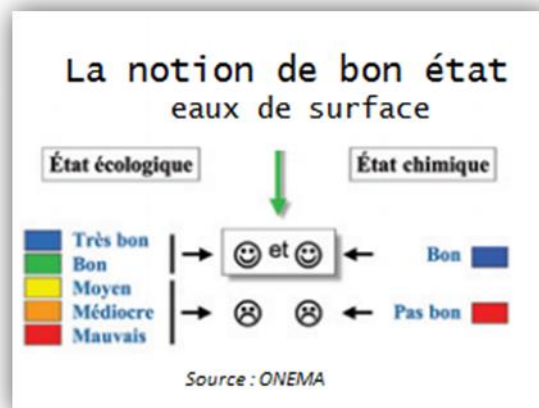 La notion de bon état
eaux de surface
État écologique
État chimique
Très bon
Bon
Moyen
Médiocre
Mauvais
et
Bon
Pas bon
Source : ONEMA